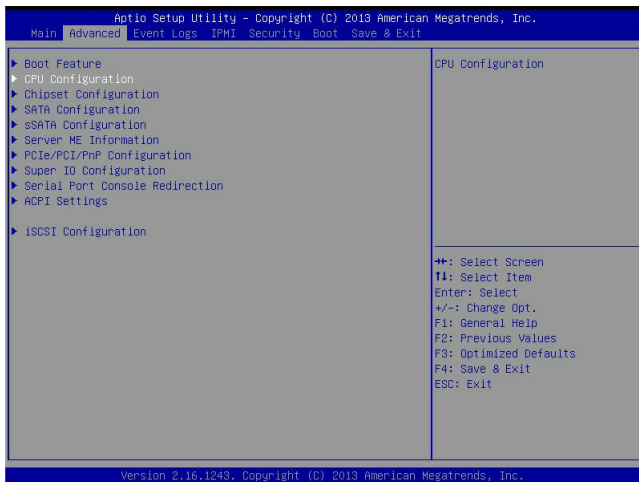 Aptio Setup Utility – Copyright (C) 2013 American Megatrends, Inc.
Main Advanced Event Logs IPMI Security Boot Save & Exit
Boot Feature
CPU Configuration
Chipset Configuration
SATA Configuration
sSATA Configuration
Server ME Information
PCIe/PCI/PnP Configuration
Super IO Configuration
Serial Port Console Redirection
ACPI Settings
iSCSI Configuration
CPU Configuration
→←: Select Screen
↑↓: Select Item
Enter: Select
+/-: Change Opt.
F1: General Help
F2: Previous Values
F3: Optimized Defaults
F4: Save & Exit
ESC: Exit
Version 2.16.1243. Copyright (C) 2013 American Megatrends, Inc.